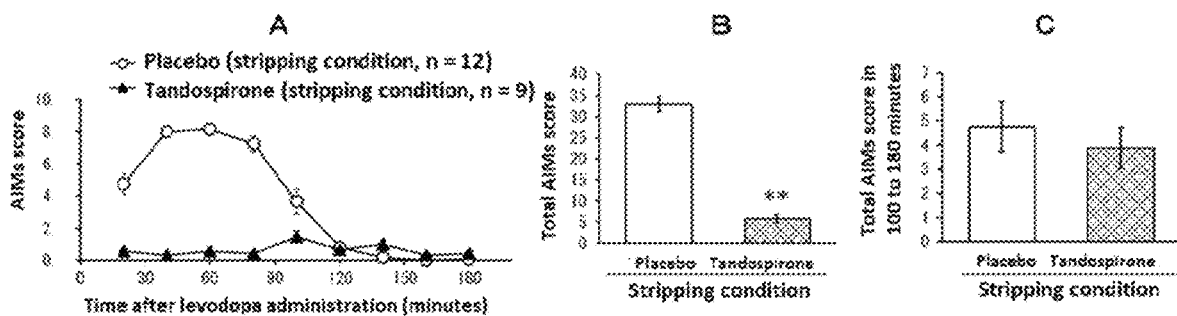 A
Placebo (stripping condition, n = 12)
Tandospirone (stripping condition, n = 9)
AIMs score
10
8
6
4
2
0
0
30
60
90
120
150
180
Time after levodopa administration (minutes)
B
Total AIMs score
40
35
30
25
20
15
10
5
0
**
Placebo Tandospirone
Stripping condition
C
Total AIMs score in
100 to 180 minutes
7
6
5
4
3
2
1
0
Placebo Tandospirone
Stripping condition